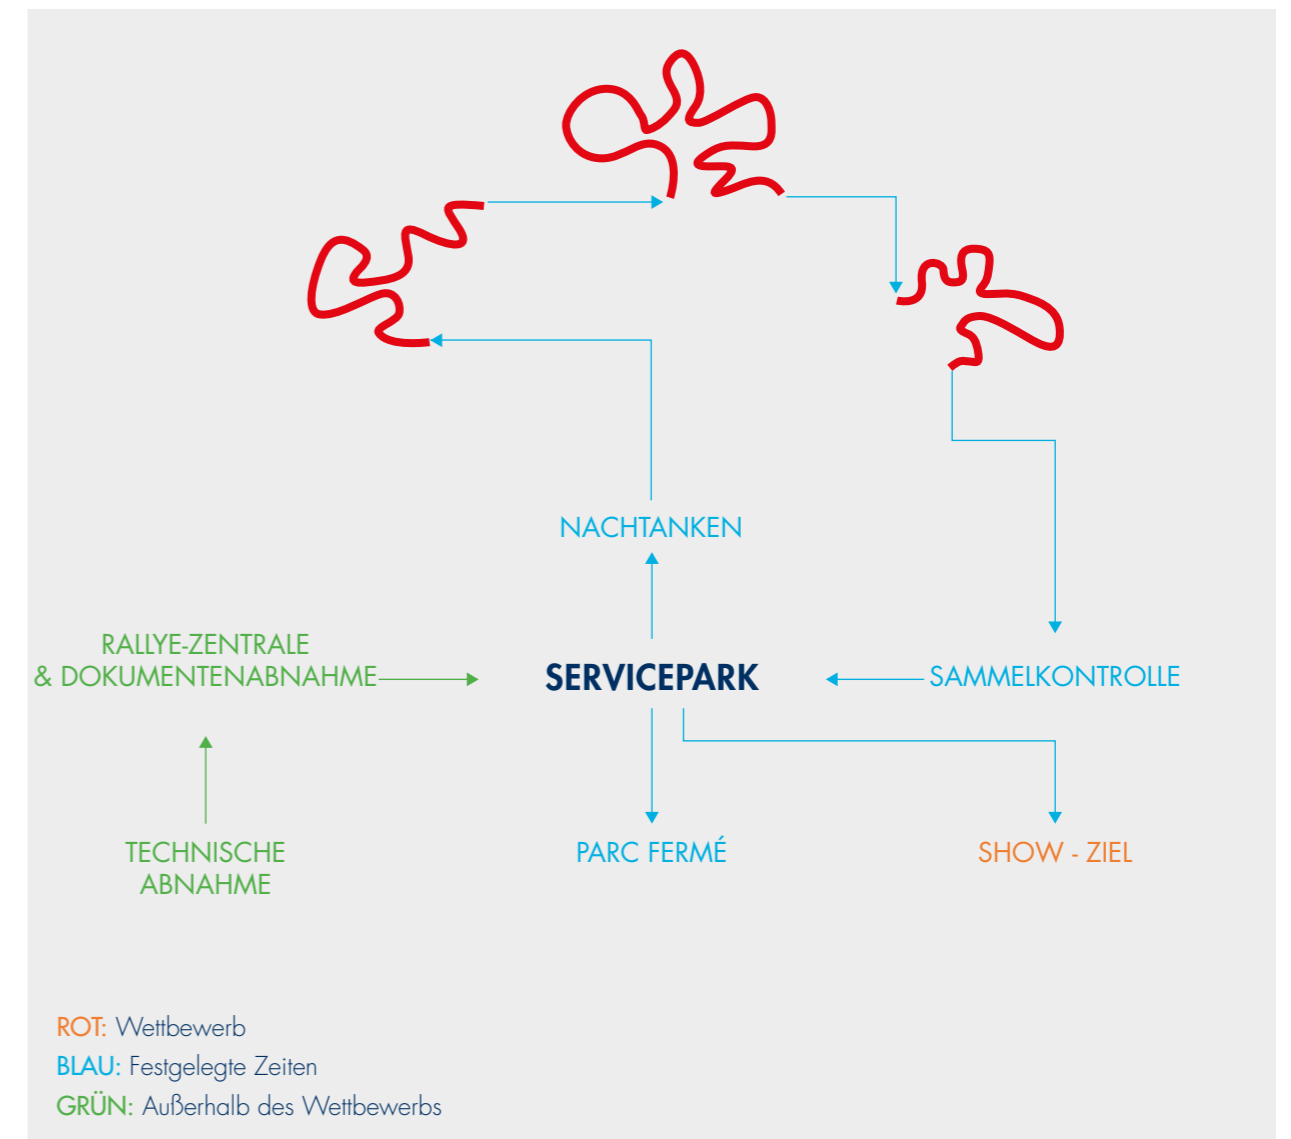 NACHTANKEN
RALLYE-ZENTRALE
& DOKUMENTENABNAHME
SERVICEPARK
SAMMELKONTROLLE
TECHNISCHE
ABNAHME
PARC FERMÉ
SHOW - ZIEL
ROT: Wettbewerb
BLAU: Festgelegte Zeiten
GRÜN: Außerhalb des Wettbewerbs